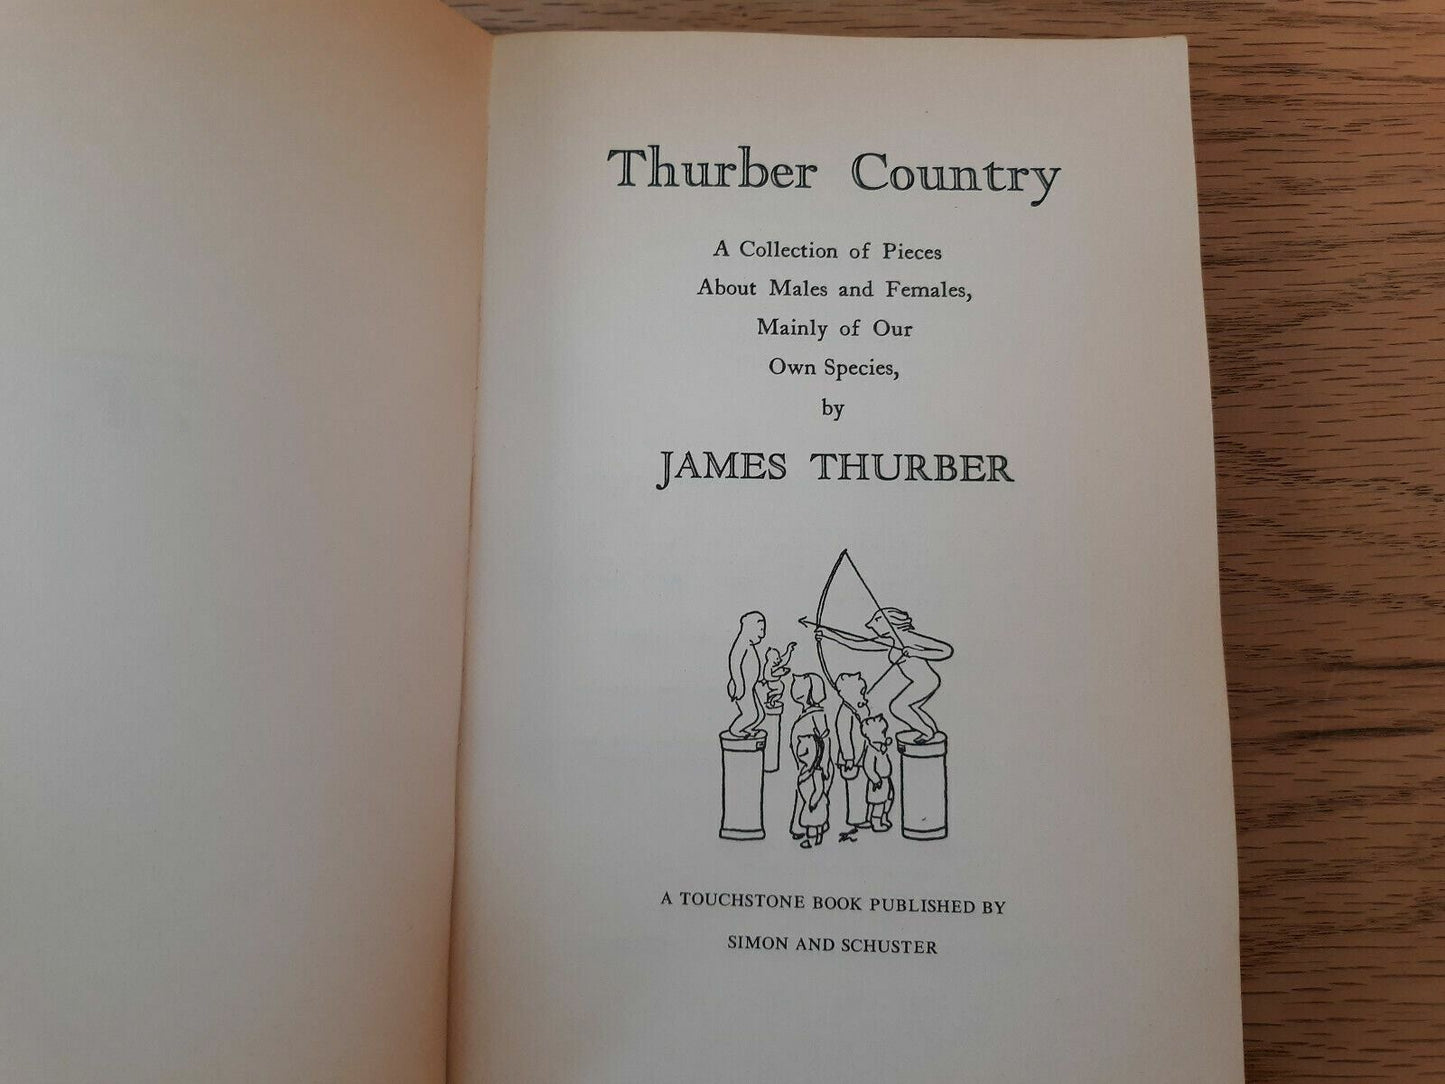 Thurber Country
A Collection of Pieces
About Males and Females,
Mainly of Our
Own Species,
by
JAMES THURBER
A TOUCHSTONE BOOK PUBLISHED BY
SIMON AND SCHUSTER